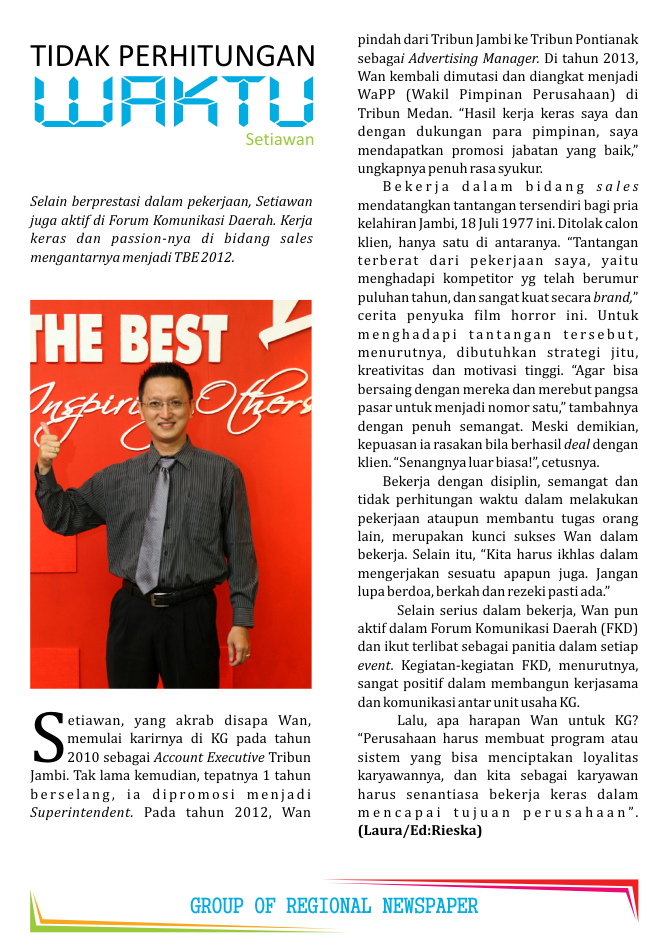 TIDAK PERHITUNGAN
WAKTU
Setiawan
Selain berprestasi dalam pekerjaan, Setiawan
juga aktif di Forum Komunikasi Daerah. Kerja
keras dan passion-nya di bidang sales
mengantarnya menjadi TBE 2012.
THE BEST
Inspiring Others
Setiawan, yang akrab disapa Wan,
memulai karirnya di KG pada tahun
2010 sebagai Account Executive Tribun
Jambi. Tak lama kemudian, tepatnya 1 tahun
berselang, ia dipromosi menjadi
Superintendent. Pada tahun 2012, Wan
pindah dari Tribun Jambi ke Tribun Pontianak
sebagai Advertising Manager. Di tahun 2013,
Wan kembali dimutasi dan diangkat menjadi
WaPP (Wakil Pimpinan Perusahaan) di
Tribun Medan. “Hasil kerja keras saya dan
dengan dukungan para pimpinan, saya
mendapatkan promosi jabatan yang baik,”
ungkapnya penuh rasa syukur.
Bekerja dalam bidang sales
mendatangkan tantangan tersendiri bagi pria
kelahiran Jambi, 18 Juli 1977 ini. Ditolak calon
klien, hanya satu di antaranya. “Tantangan
terberat dari pekerjaan saya, yaitu
menghadapi kompetitor yg telah berumur
puluhan tahun, dan sangat kuat secara brand,”
cerita penyuka film horror ini. Untuk
menghadapi tantangan tersebut,
menurutnya, dibutuhkan strategi jitu,
kreativitas dan motivasi tinggi. “Agar bisa
bersaing dengan mereka dan merebut pangsa
pasar untuk menjadi nomor satu,” tambahnya
dengan penuh semangat. Meski demikian,
kepuasan ia rasakan bila berhasil deal dengan
klien. “Senangnya luar biasa!”, cetusnya.
Bekerja dengan disiplin, semangat dan
tidak perhitungan waktu dalam melakukan
pekerjaan ataupun membantu tugas orang
lain, merupakan kunci sukses Wan dalam
bekerja. Selain itu, “Kita harus ikhlas dalam
mengerjakan sesuatu apapun juga. Jangan
lupa berdoa, berkah dan rezeki pasti ada.”
Selain serius dalam bekerja, Wan pun
aktif dalam Forum Komunikasi Daerah (FKD)
dan ikut terlibat sebagai panitia dalam setiap
event. Kegiatan-kegiatan FKD, menurutnya,
sangat positif dalam membangun kerjasama
dan komunikasi antar unit usaha KG.
Lalu, apa harapan Wan untuk KG?
“Perusahaan harus membuat program atau
sistem yang bisa menciptakan loyalitas
karyawannya, dan kita sebagai karyawan
harus senantiasa bekerja keras dalam
mencapai tujuan perusahaan”.
(Laura/Ed:Rieska)
GROUP OF REGIONAL NEWSPAPER